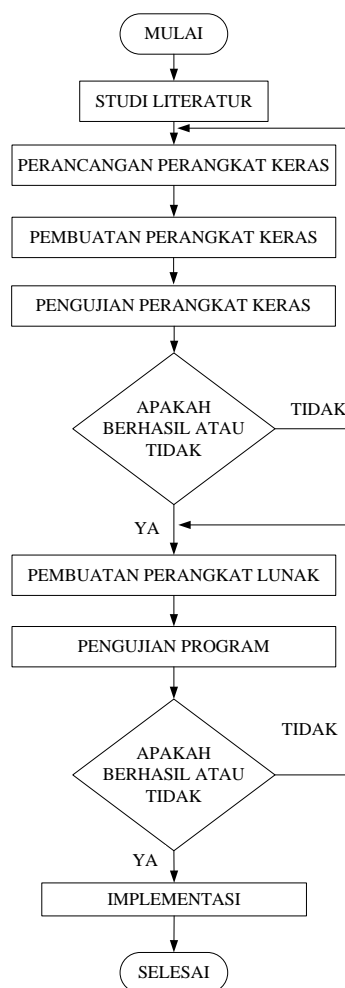 MULAI
STUDI LITERATUR
PERANCANGAN PERANGKAT KERAS
PEMBUATAN PERANGKAT KERAS
PENGUJIAN PERANGKAT KERAS
APAKAH
BERHASIL ATAU
TIDAK
TIDAK
YA
PEMBUATAN PERANGKAT LUNAK
PENGUJIAN PROGRAM
APAKAH
BERHASIL ATAU
TIDAK
TIDAK
YA
IMPLEMENTASI
SELESAI